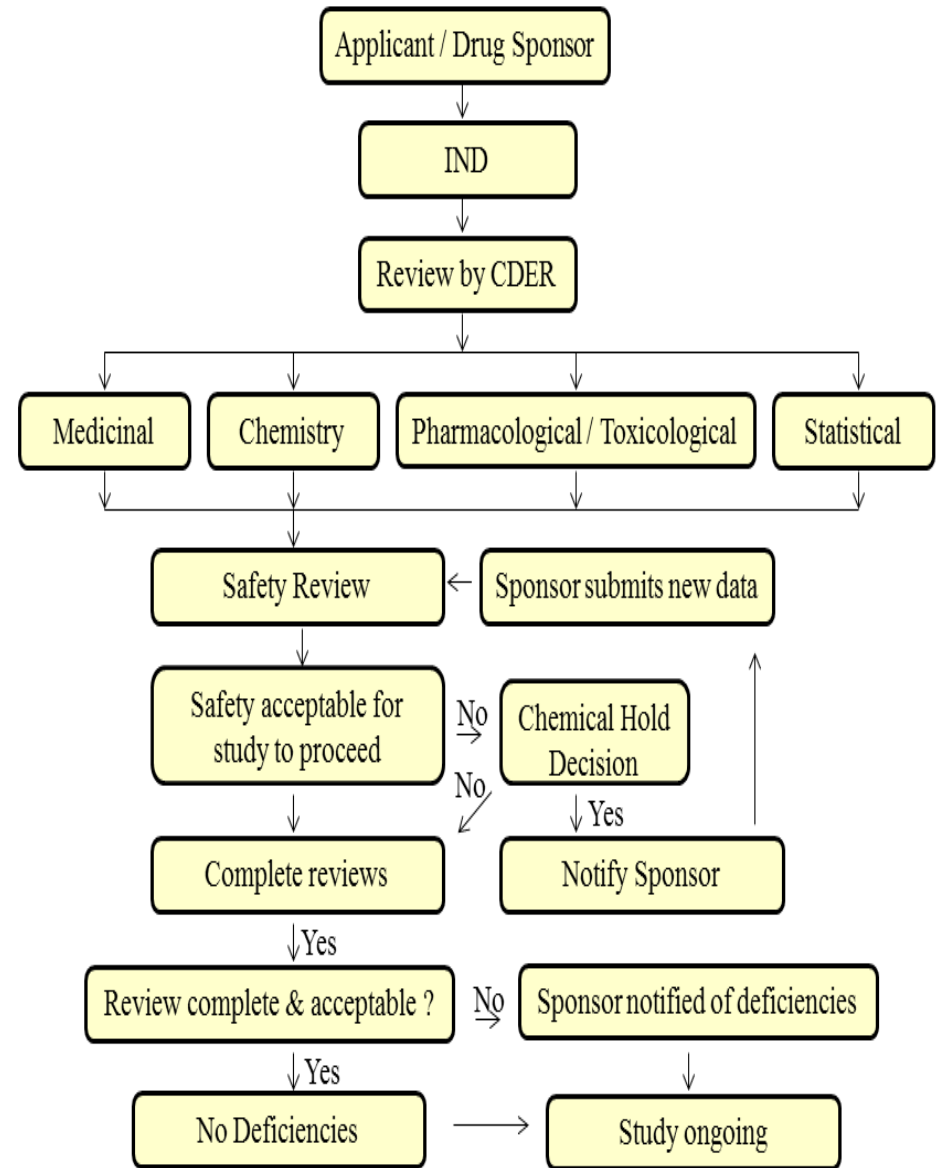 Applicant / Drug Sponsor
IND
Review by CDER
Medicinal
Chemistry
Pharmacological / Toxicological
Statistical
Safety Review
Sponsor submits new data
Safety acceptable for
study to proceed
No
Chemical Hold
Decision
No
Yes
Complete reviews
Notify Sponsor
Yes
Review complete & acceptable ?
No
Sponsor notified of deficiencies
Yes
No Deficiencies
Study ongoing